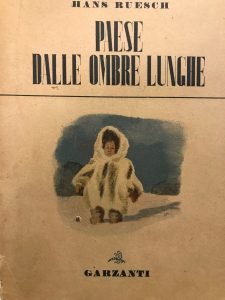 HANS RUESCH
PAESE
DALLE OMBRE LUNGHE
GARZANTI